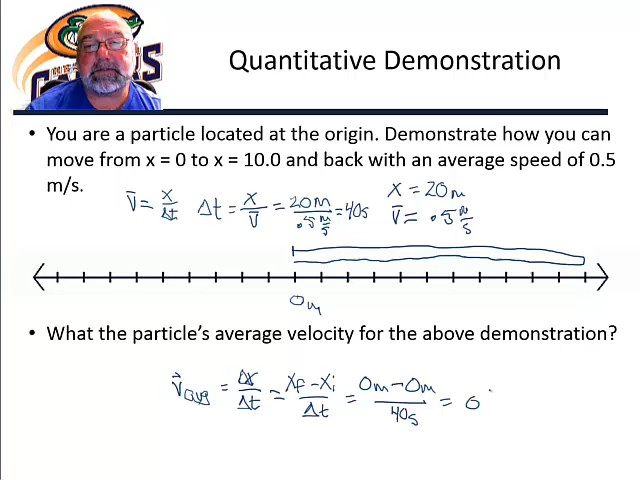 Quantitative Demonstration
• You are a particle located at the origin. Demonstrate how you can
move from x = 0 to x = 10.0 and back with an average speed of 0.5
m/s.
V̄ = x/Δt Δt = x/V̄ = 20m/.5 m/s = 40s
x = 20m
V̄ = .5 m/s
0m
• What the particle's average velocity for the above demonstration?
V⃗avg = Δx/Δt = (Xf - Xi)/Δt = (0m - 0m)/40s = 0